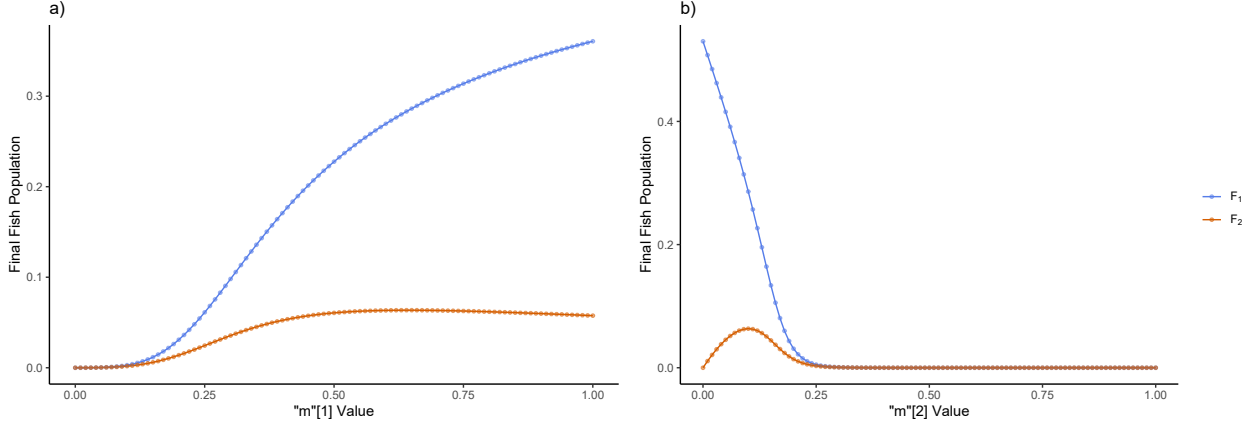 a)
Final Fish Population
0.3
0.2
0.1
0.0
0.00 0.25 0.50 0.75 1.00
"m"[1] Value
b)
Final Fish Population
0.4
0.2
0.0
0.00 0.25 0.50 0.75 1.00
"m"[2] Value
F₁
F₂